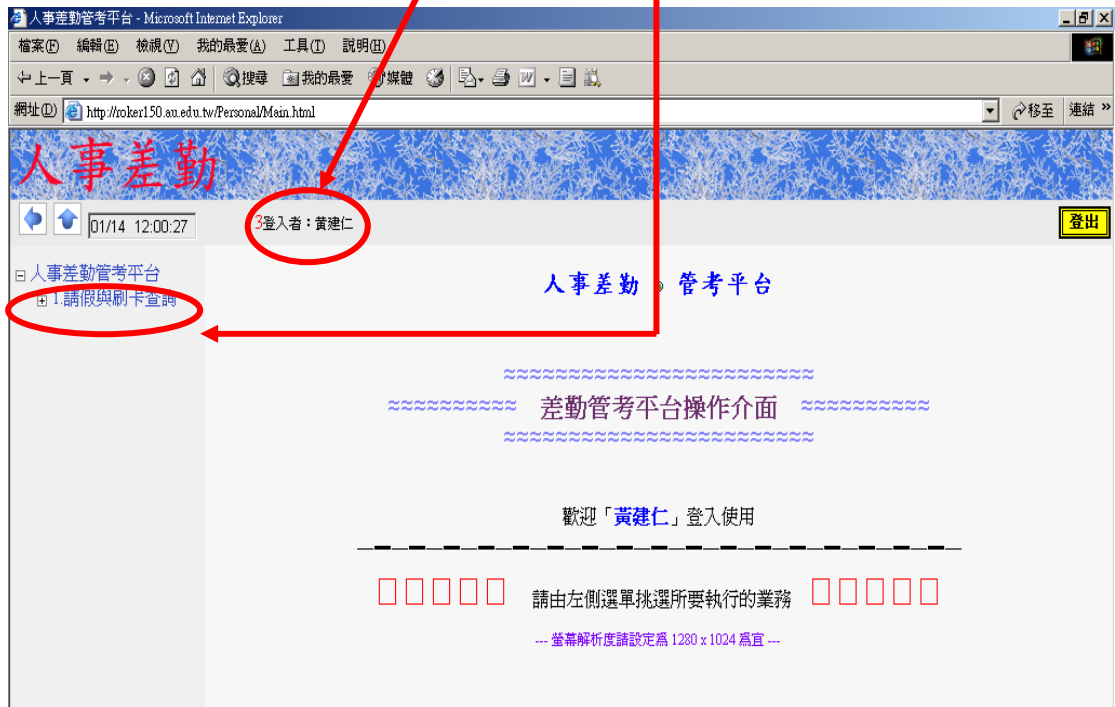 人事差勤管考平台 - Microsoft Internet Explorer
檔案(F) 編輯(E) 檢視(V) 我的最愛(A) 工具(T) 說明(H)
上一頁 搜尋 我的最愛 媒體
網址(D) http://roker150.au.edu.tw/Personal/Main.html 移至 連結 »
人事差勤
01/14 12:00:27 3登入者：黃建仁 登出
人事差勤管考平台
1.請假與刷卡查詢
人事差勤 管考平台
≈≈≈≈≈≈≈≈≈≈≈≈≈≈≈≈≈≈≈≈≈≈≈≈
≈≈≈≈≈≈≈≈≈≈ 差勤管考平台操作介面 ≈≈≈≈≈≈≈≈≈≈
≈≈≈≈≈≈≈≈≈≈≈≈≈≈≈≈≈≈≈≈≈≈≈≈
歡迎「黃建仁」登入使用
請由左側選單挑選所要執行的業務
--- 螢幕解析度請設定為 1280 x 1024 為宜 ---